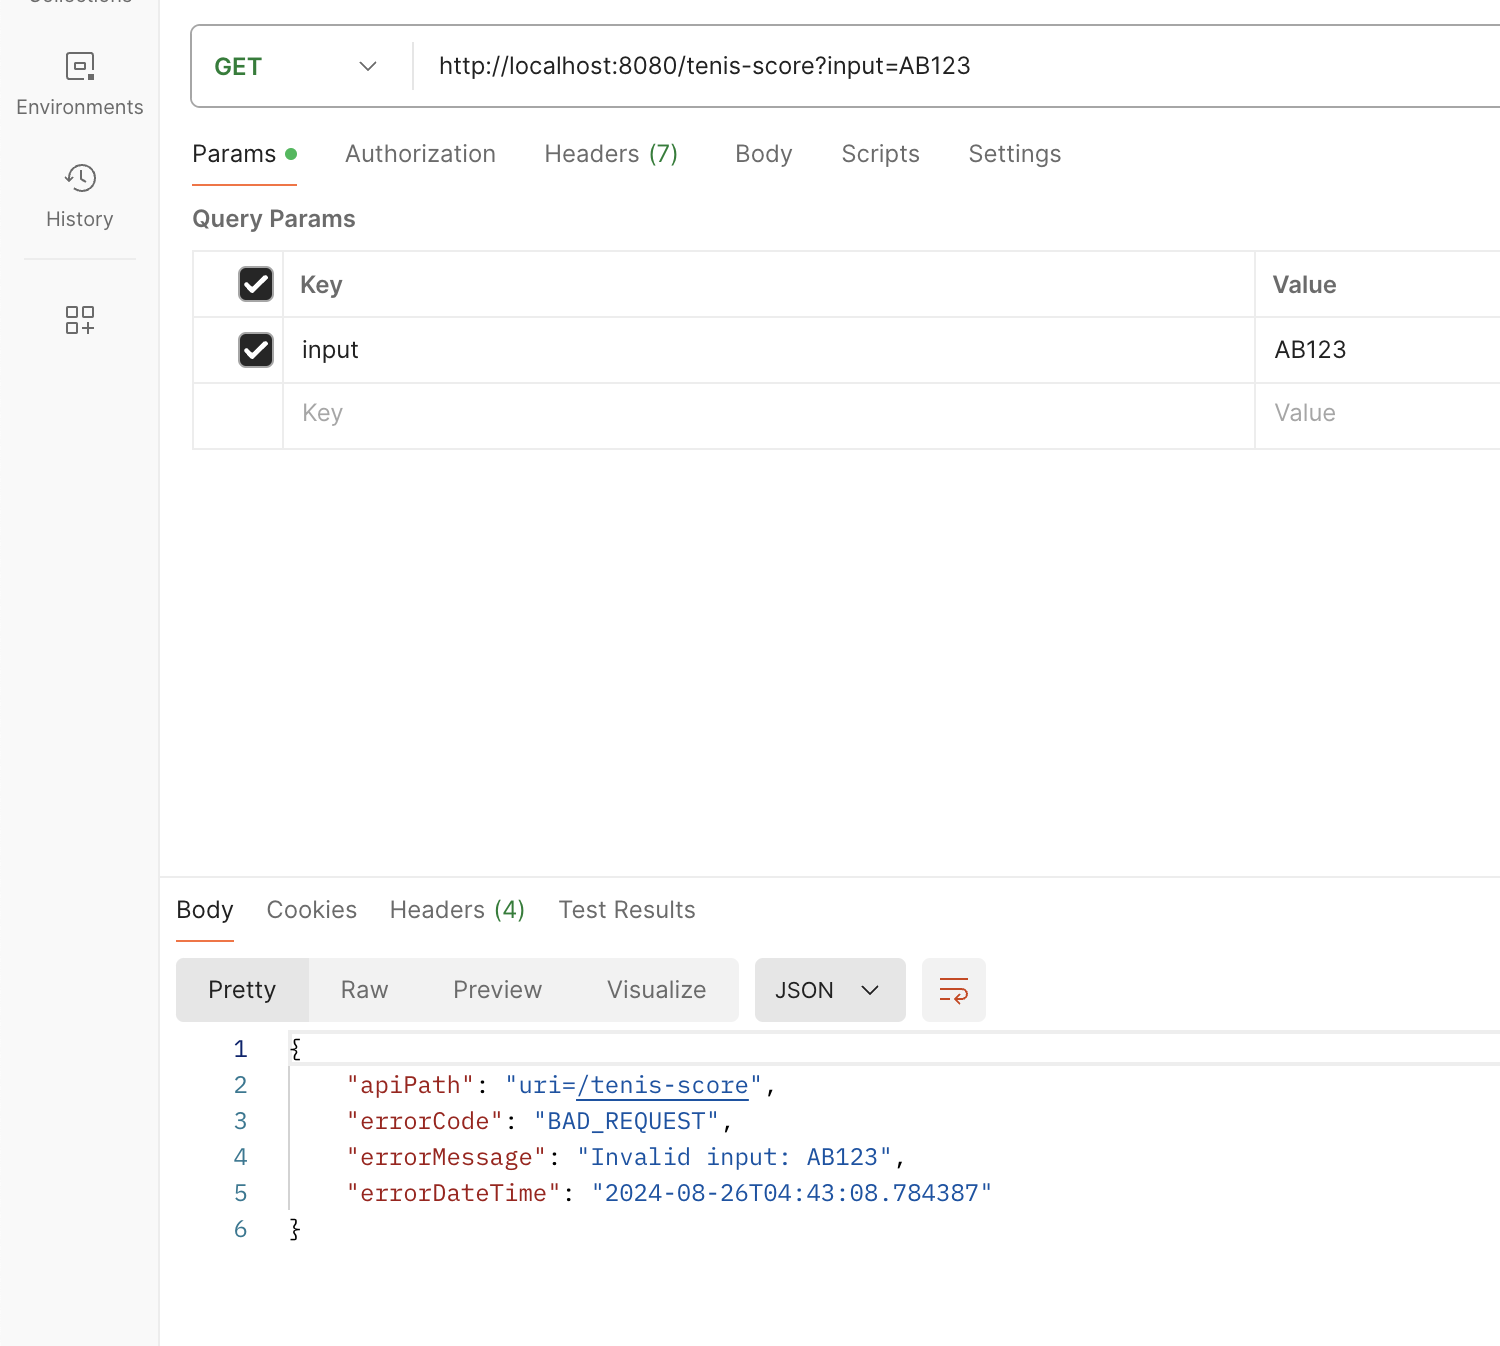 Collections
Environments
History
GET http://localhost:8080/tenis-score?input=AB123
Params Authorization Headers (7) Body Scripts Settings
Query Params
Key Value
input AB123
Key Value
Body Cookies Headers (4) Test Results
Pretty Raw Preview Visualize JSON
1 {
2 "apiPath": "uri=/tenis-score",
3 "errorCode": "BAD_REQUEST",
4 "errorMessage": "Invalid input: AB123",
5 "errorDateTime": "2024-08-26T04:43:08.784387"
6 }